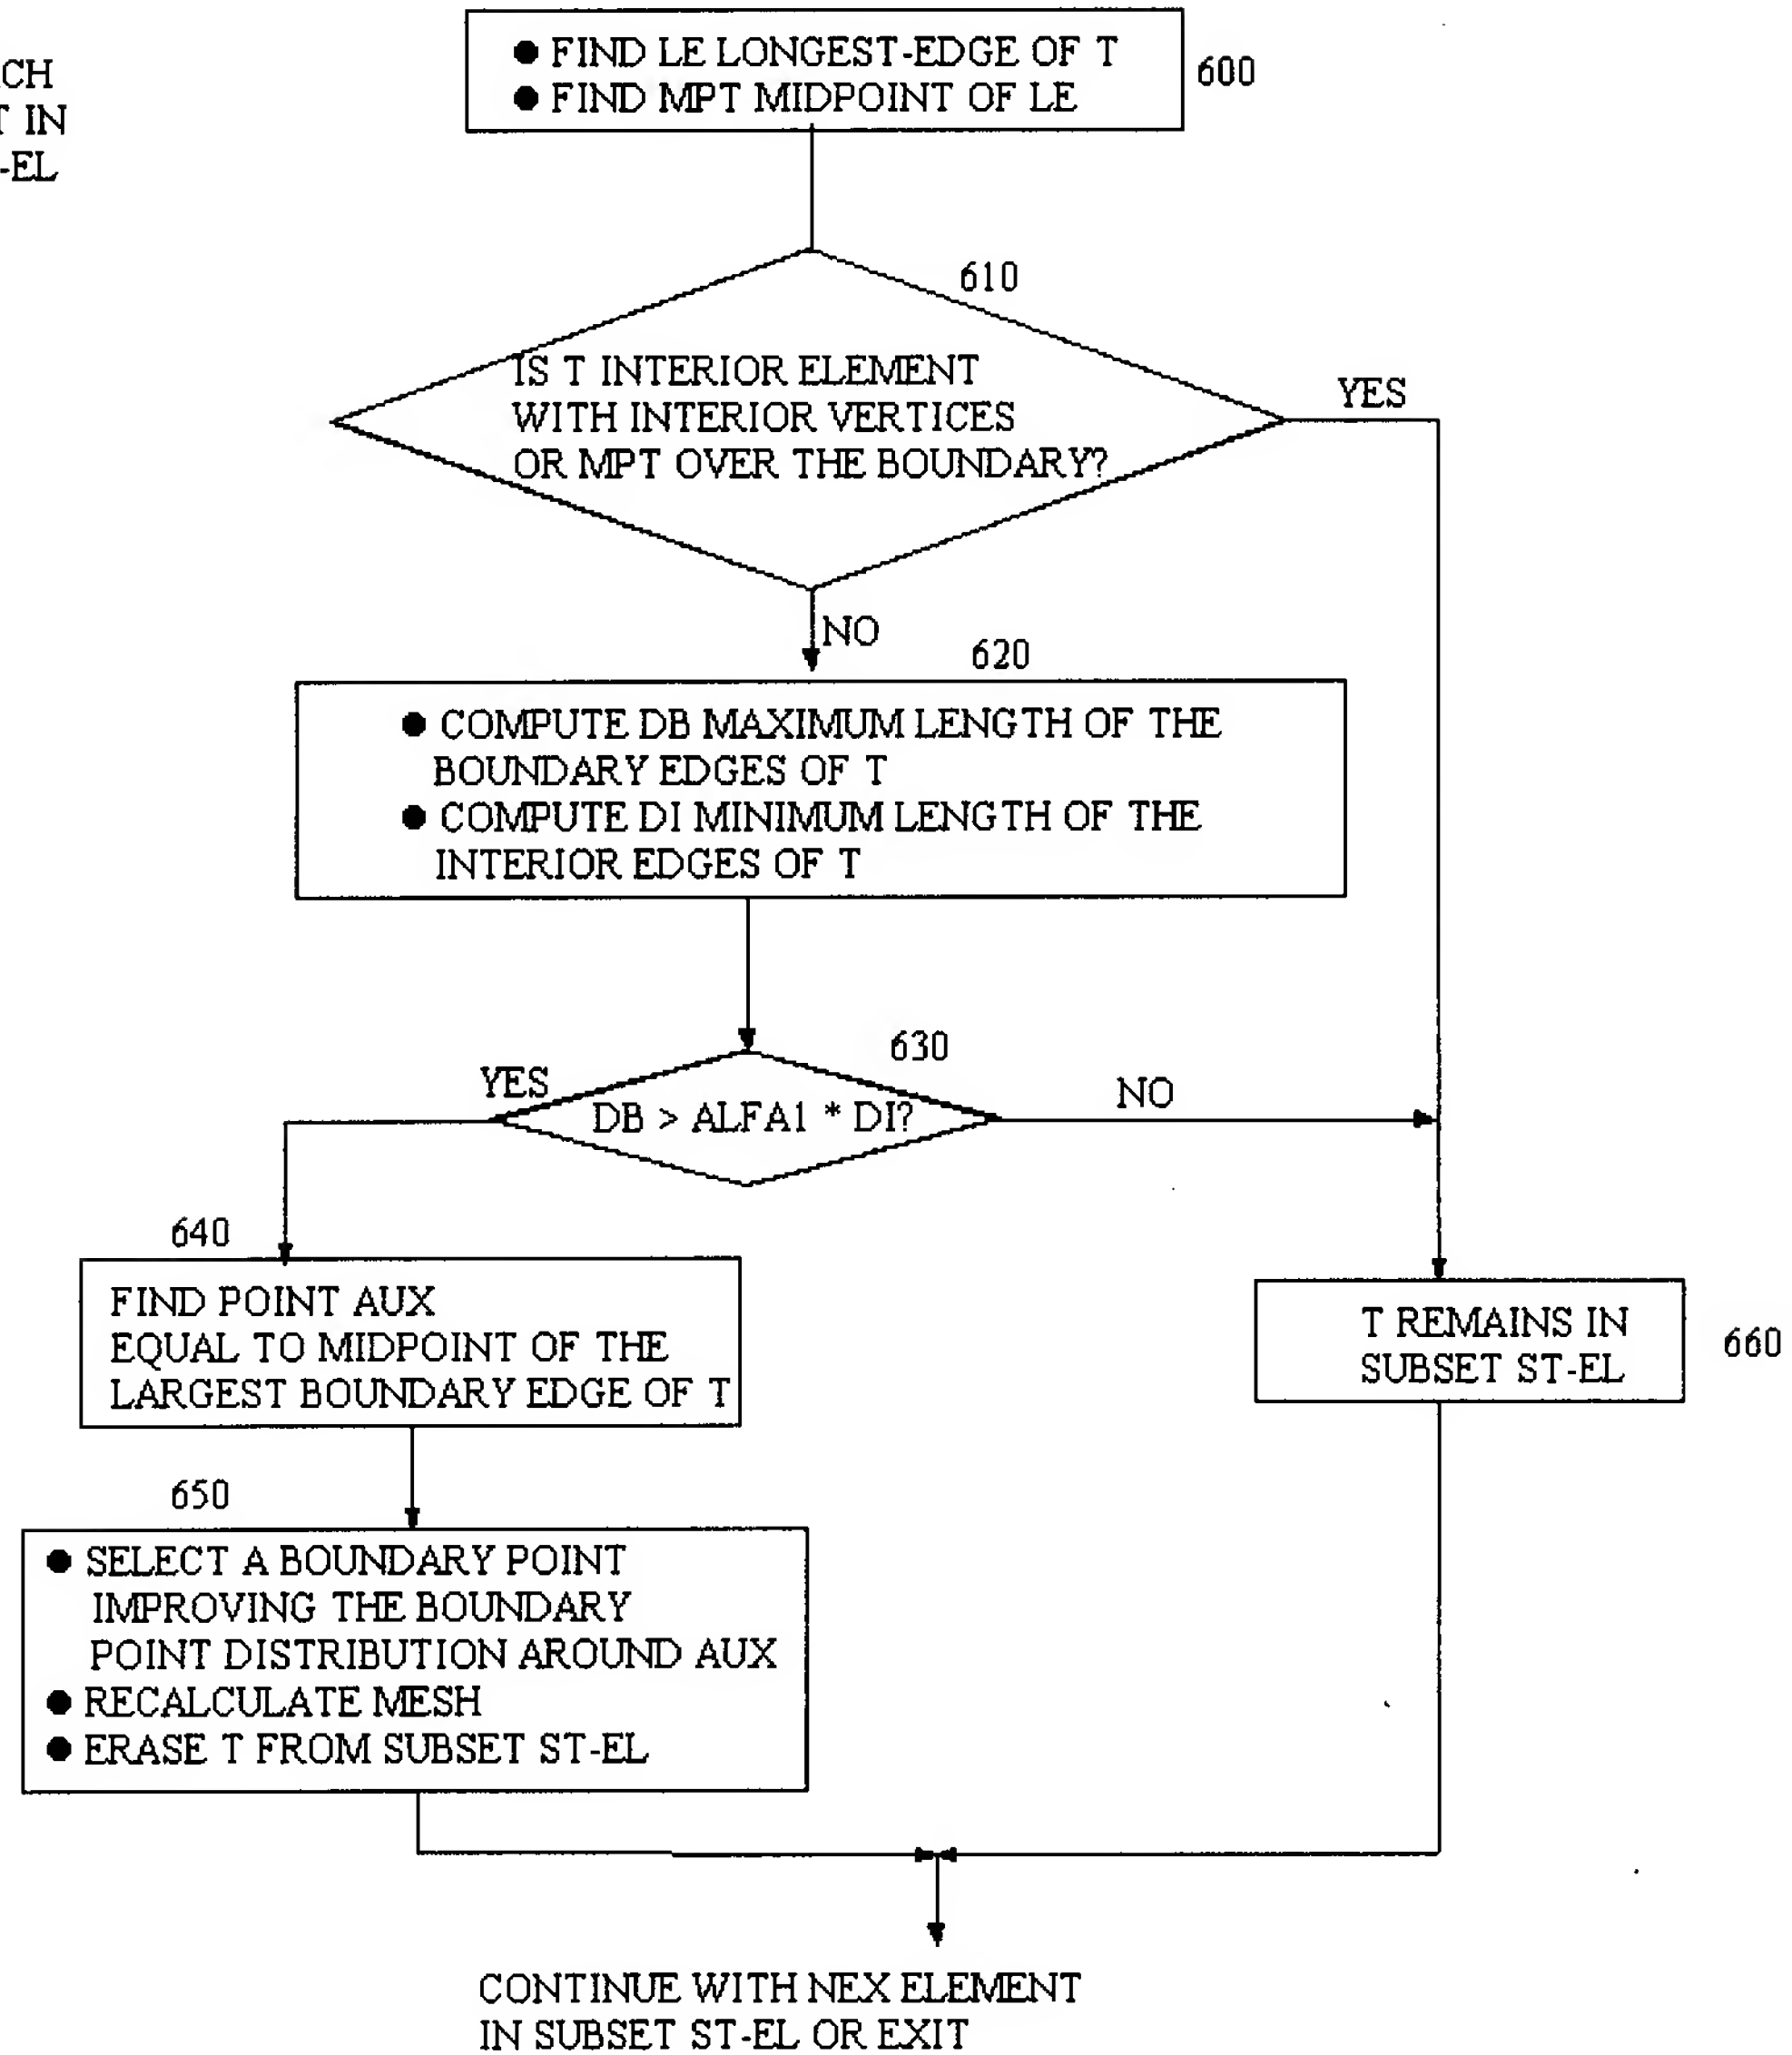 CH
T IN
-EL
● FIND LE LONGEST-EDGE OF T
● FIND MPT MIDPOINT OF LE
600
610
IS T INTERIOR ELEMENT
WITH INTERIOR VERTICES
OR MPT OVER THE BOUNDARY?
YES
NO
620
● COMPUTE DB MAXIMUM LENGTH OF THE
BOUNDARY EDGES OF T
● COMPUTE DI MINIMUM LENGTH OF THE
INTERIOR EDGES OF T
630
YES
DB > ALFA1 * DI?
NO
640
FIND POINT AUX
EQUAL TO MIDPOINT OF THE
LARGEST BOUNDARY EDGE OF T
T REMAINS IN
SUBSET ST-EL
660
650
● SELECT A BOUNDARY POINT
IMPROVING THE BOUNDARY
POINT DISTRIBUTION AROUND AUX
● RECALCULATE MESH
● ERASE T FROM SUBSET ST-EL
CONTINUE WITH NEX ELEMENT
IN SUBSET ST-EL OR EXIT